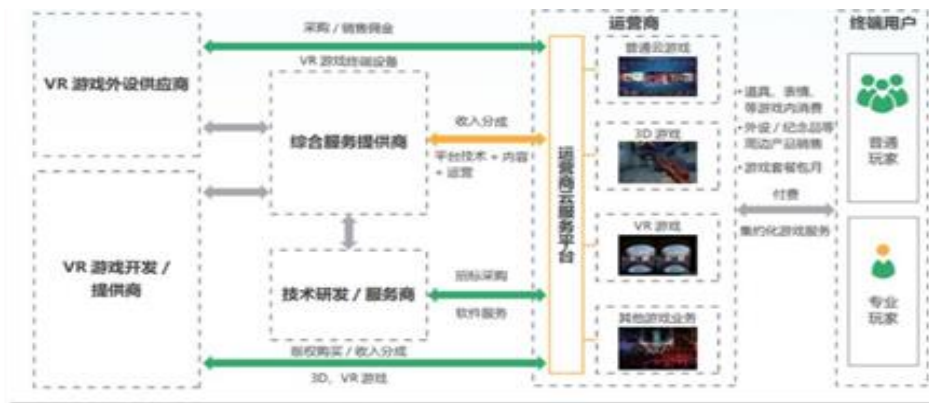 采购 / 销售佣金
VR 游戏终端设备
VR 游戏外设供应商
VR 游戏开发 /
提供商
综合服务提供商
技术研发 / 服务商
收入分成
平台技术 + 内容
+ 运营
招标采购
软件服务
版权购买 / 收入分成
3D、VR 游戏
运营商
运营商云服务平台
普通云游戏
3D 游戏
VR 游戏
其他游戏业务
•道具、表情、
等游戏内消费
•外设 / 纪念品等
周边产品销售
•游戏套餐包月
付费
集约化游戏服务
终端用户
普通
玩家
专业
玩家